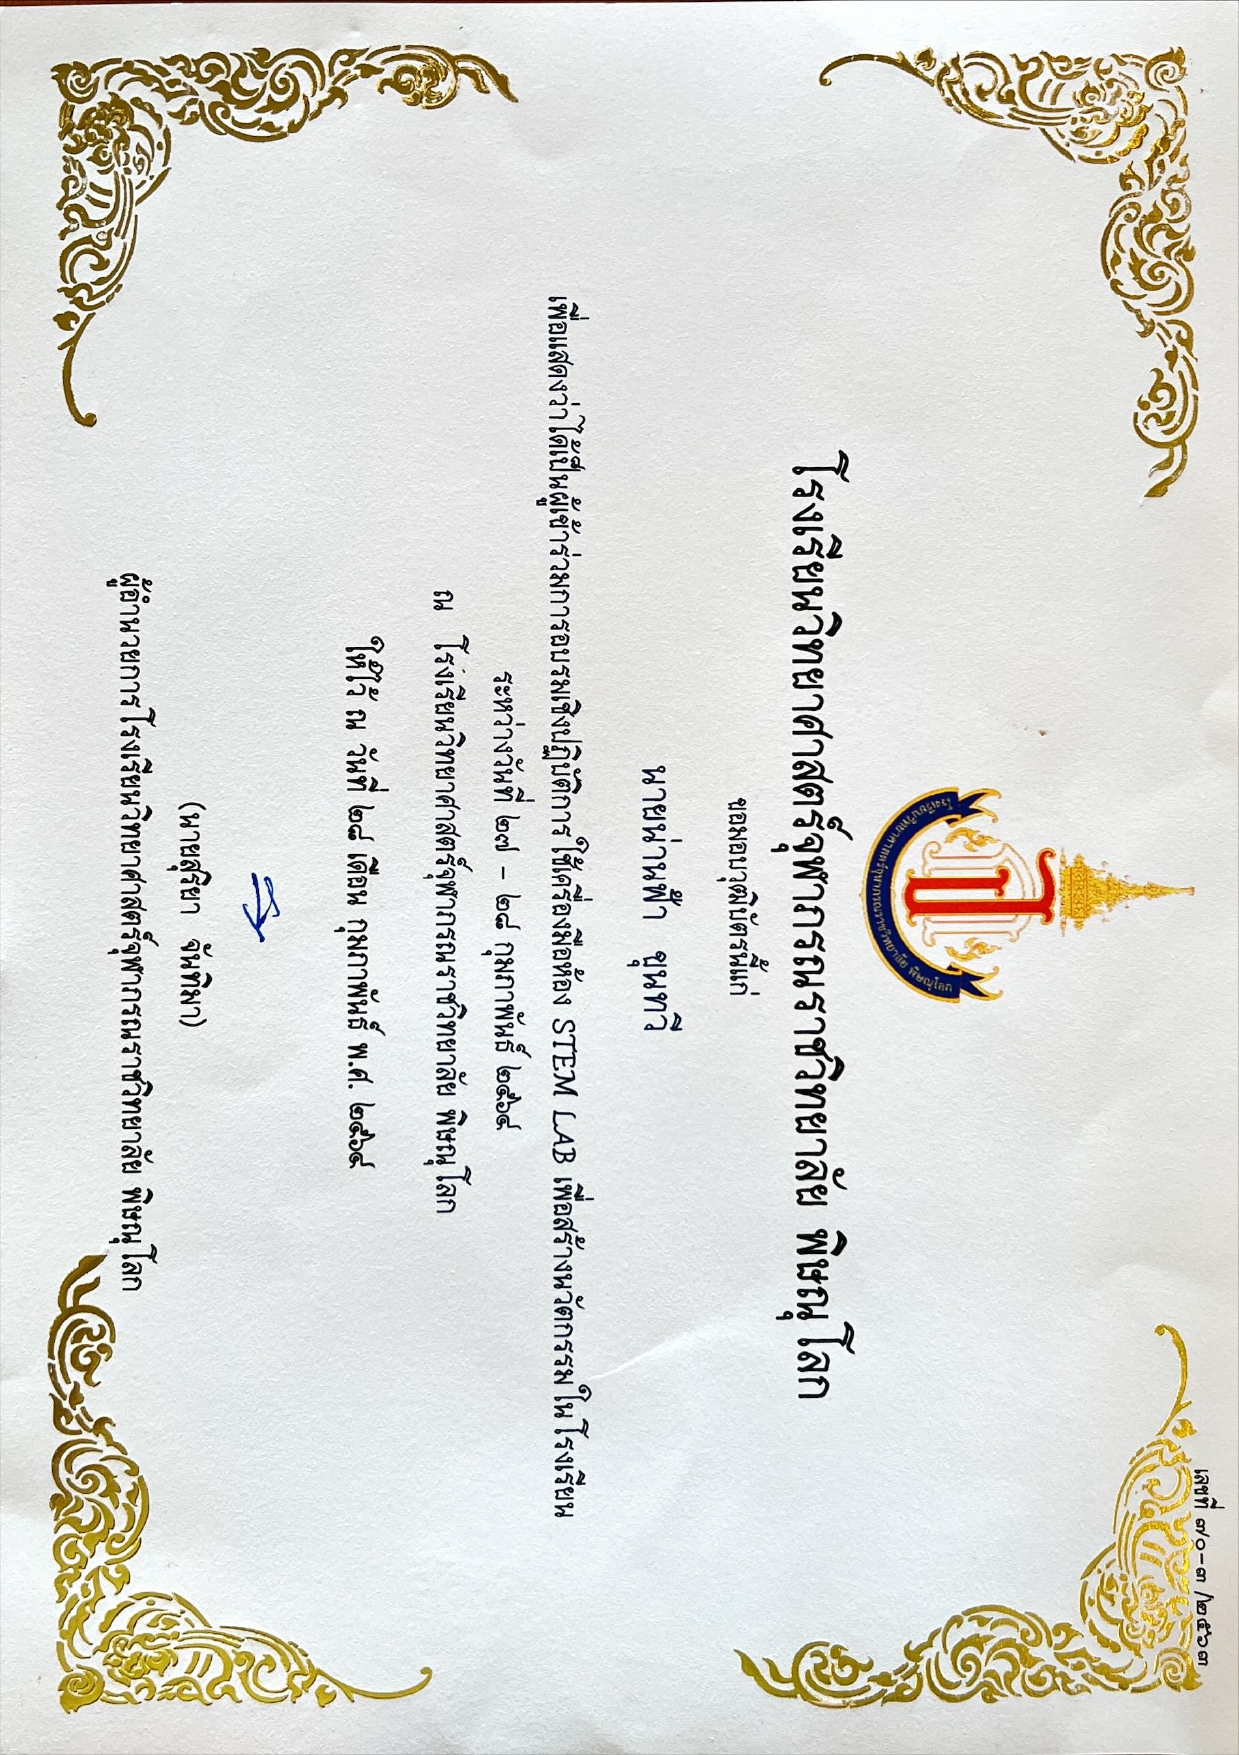 เลขที่ ๗๐-๓ /๒๕๖๓
โรงเรียนวิทยาศาสตร์จุฬาภรณราชวิทยาลัย พิษณุโลก
โรงเรียนวิทยาศาสตร์จุฬาภรณราชวิทยาลัย พิษณุโลก
ขอมอบวุฒิบัตรนี้แก่
นายน่านฟ้า ขุนทวี
เพื่อแสดงว่าได้เป็นผู้เข้าร่วมการอบรมเชิงปฏิบัติการใช้เครื่องมือห้อง STEM LAB เพื่อสร้างนวัตกรรมในโรงเรียน
ระหว่างวันที่ ๒๗ - ๒๘ กุมภาพันธ์ ๒๕๖๔
ณ โรงเรียนวิทยาศาสตร์จุฬาภรณราชวิทยาลัย พิษณุโลก
ให้ไว้ ณ วันที่ ๒๘ เดือน กุมภาพันธ์ พ.ศ. ๒๕๖๔
(นายสุริยา จันทิมา)
ผู้อำนวยการโรงเรียนวิทยาศาสตร์จุฬาภรณราชวิทยาลัย พิษณุโลก